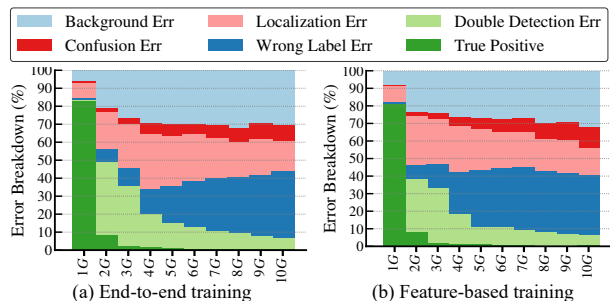 Background Err Localization Err Double Detection Err
Confusion Err Wrong Label Err True Positive
Error Breakdown (%)
100
90
80
70
60
50
40
30
20
10
0
1G 2G 3G 4G 5G 6G 7G 8G 9G 10G
(a) End-to-end training
Error Breakdown (%)
100
90
80
70
60
50
40
30
20
10
0
1G 2G 3G 4G 5G 6G 7G 8G 9G 10G
(b) Feature-based training